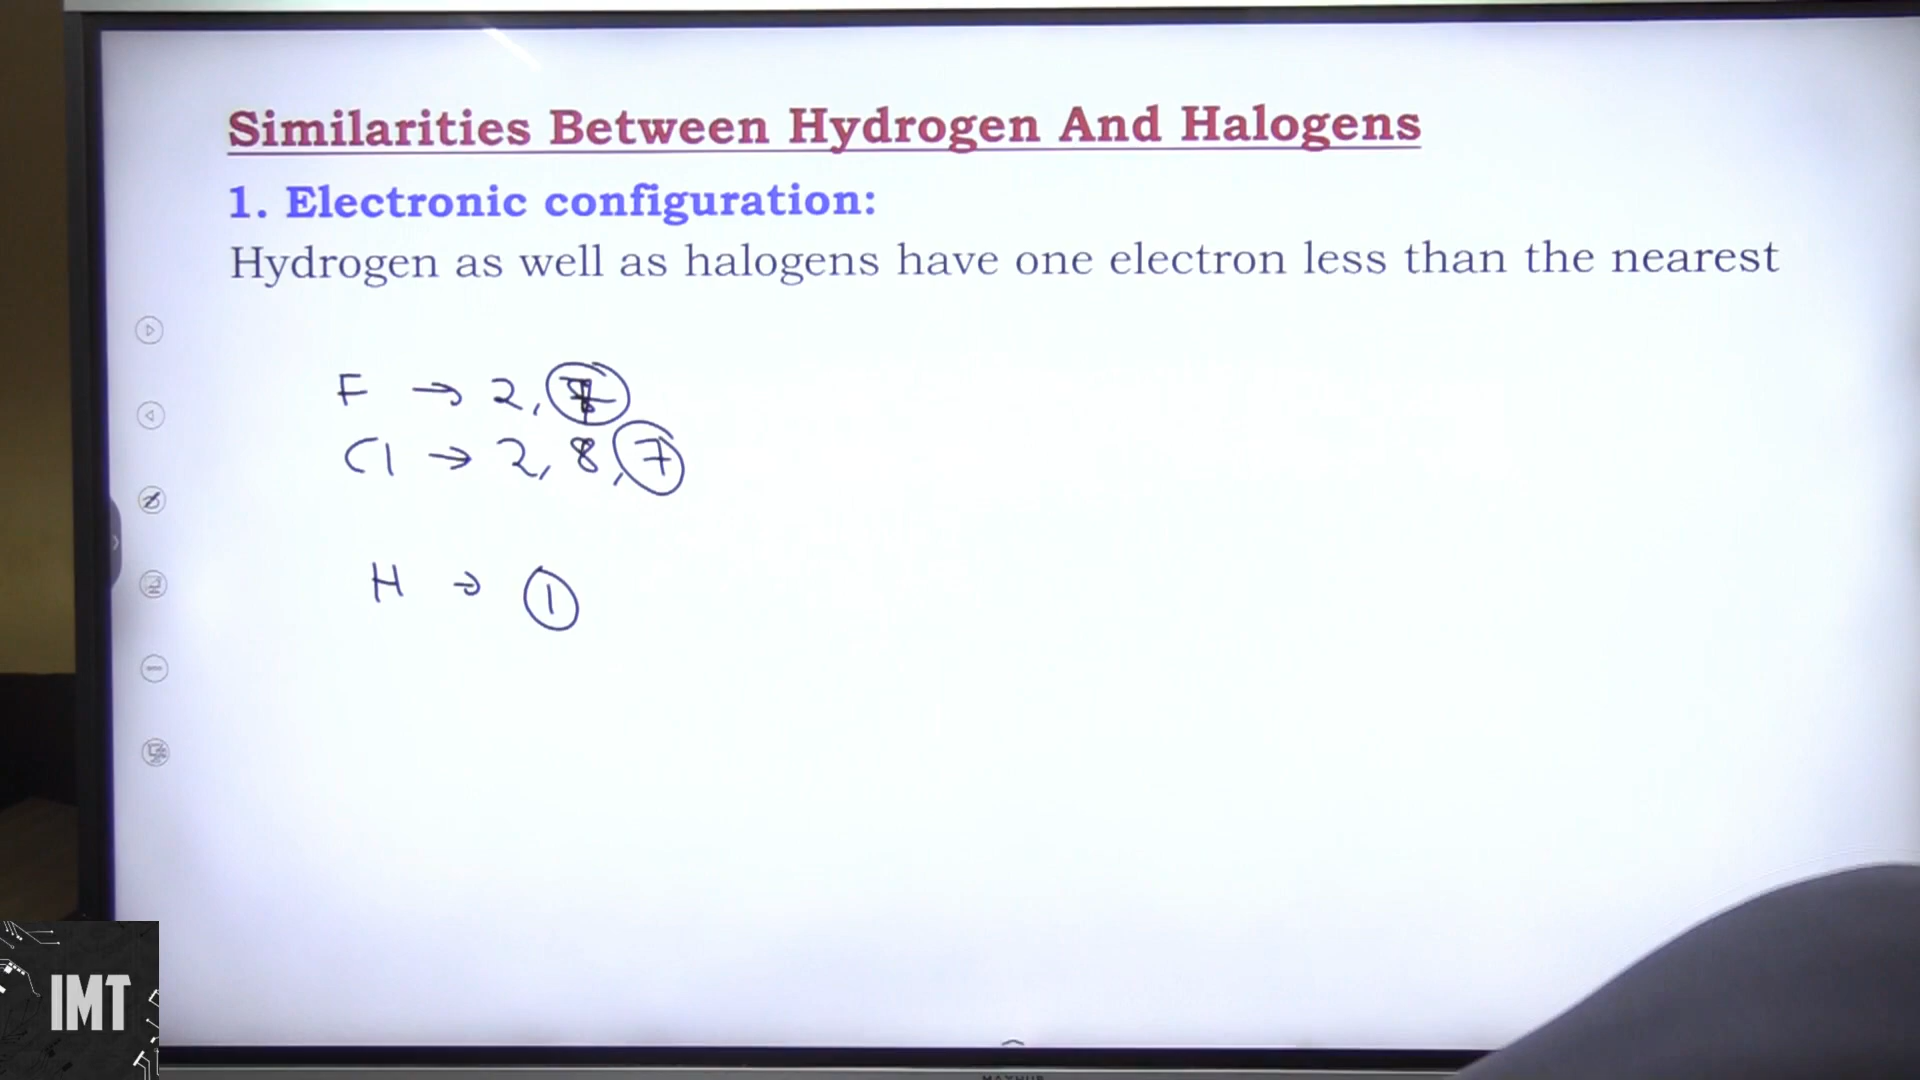 Similarities Between Hydrogen And Halogens
1. Electronic configuration:
Hydrogen as well as halogens have one electron less than the nearest
F → 2, 7
Cl → 2, 8, 7
H → 1
IMT